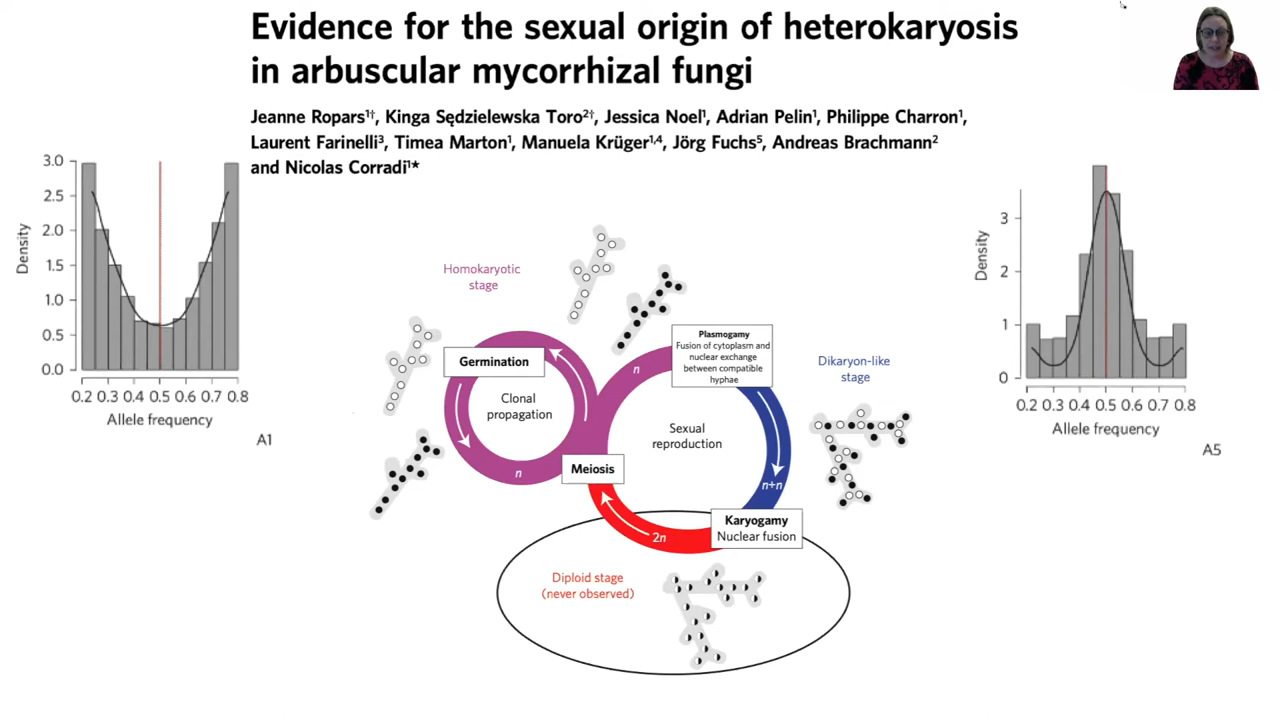 Evidence for the sexual origin of heterokaryosis
in arbuscular mycorrhizal fungi
Jeanne Ropars¹†, Kinga Sędzielewska Toro²†, Jessica Noel¹, Adrian Pelin¹, Philippe Charron¹,
Laurent Farinelli³, Timea Marton¹, Manuela Krüger¹,⁴, Jörg Fuchs⁵, Andreas Brachmann²
and Nicolas Corradi¹★
3.0
2.5
2.0
1.5
1.0
0.5
0.0
Density
0.2 0.3 0.4 0.5 0.6 0.7 0.8
Allele frequency
A1
Homokaryotic
stage
Germination
Clonal
propagation
n
Meiosis
n
Plasmogamy
Fusion of cytoplasm and
nuclear exchange
between compatible
hyphae
Sexual
reproduction
Dikaryon-like
stage
n+n
Karyogamy
Nuclear fusion
2n
Diploid stage
(never observed)
3
2
1
0
Density
0.2 0.3 0.4 0.5 0.6 0.7 0.8
Allele frequency
A5